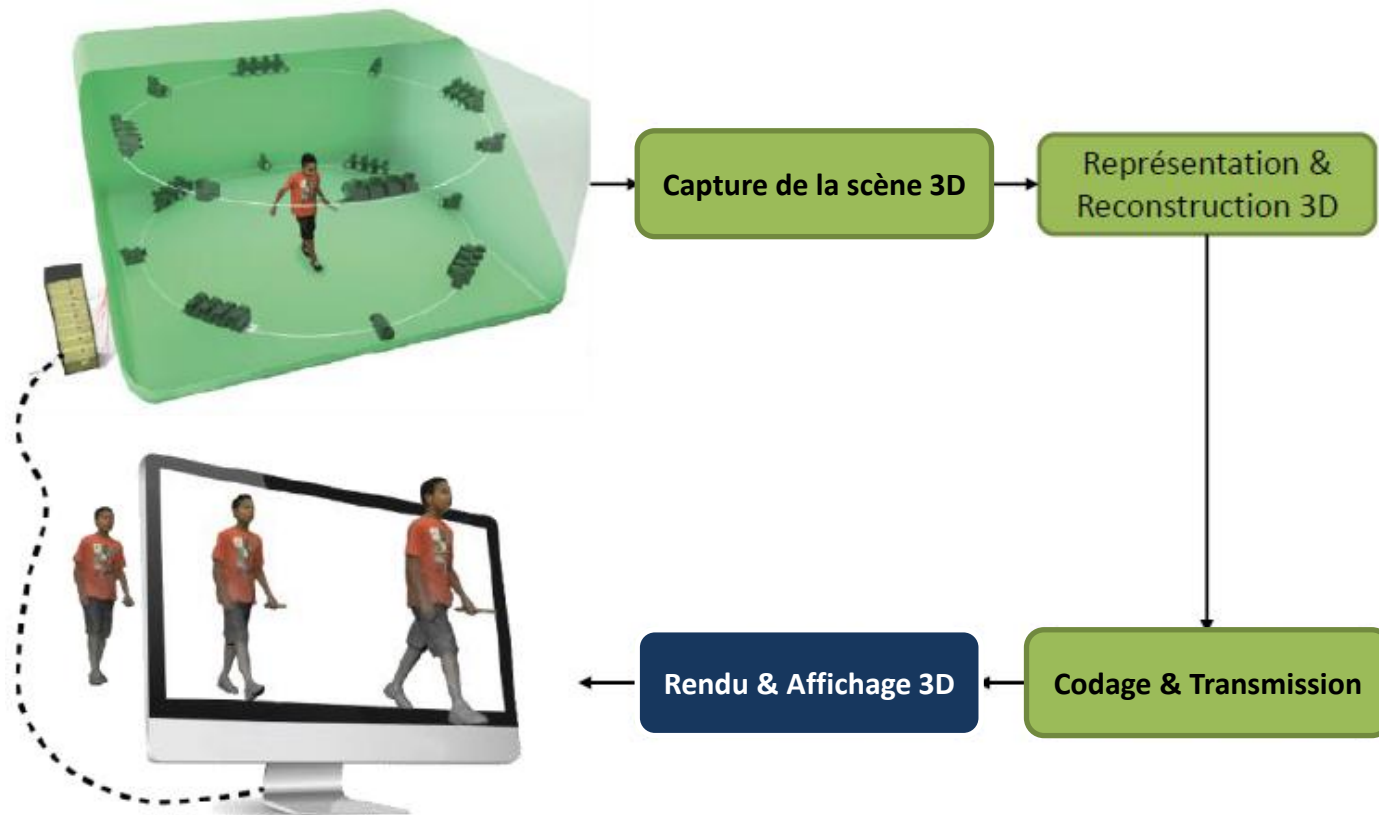 Capture de la scène 3D
Représentation &
Reconstruction 3D
Rendu & Affichage 3D
Codage & Transmission